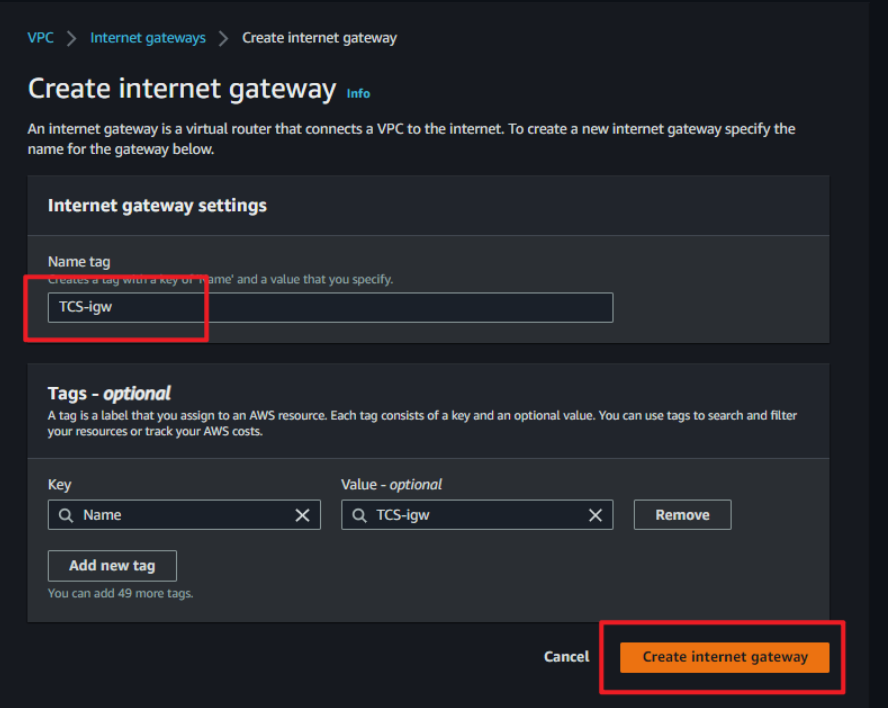 VPC > Internet gateways > Create internet gateway
Create internet gateway Info
An internet gateway is a virtual router that connects a VPC to the internet. To create a new internet gateway specify the
name for the gateway below.
Internet gateway settings
Name tag
Creates a tag with a key of 'Name' and a value that you specify.
TCS-igw
Tags - optional
A tag is a label that you assign to an AWS resource. Each tag consists of a key and an optional value. You can use tags to search and filter
your resources or track your AWS costs.
Key Value - optional
Name TCS-igw Remove
Add new tag
You can add 49 more tags.
Cancel Create internet gateway